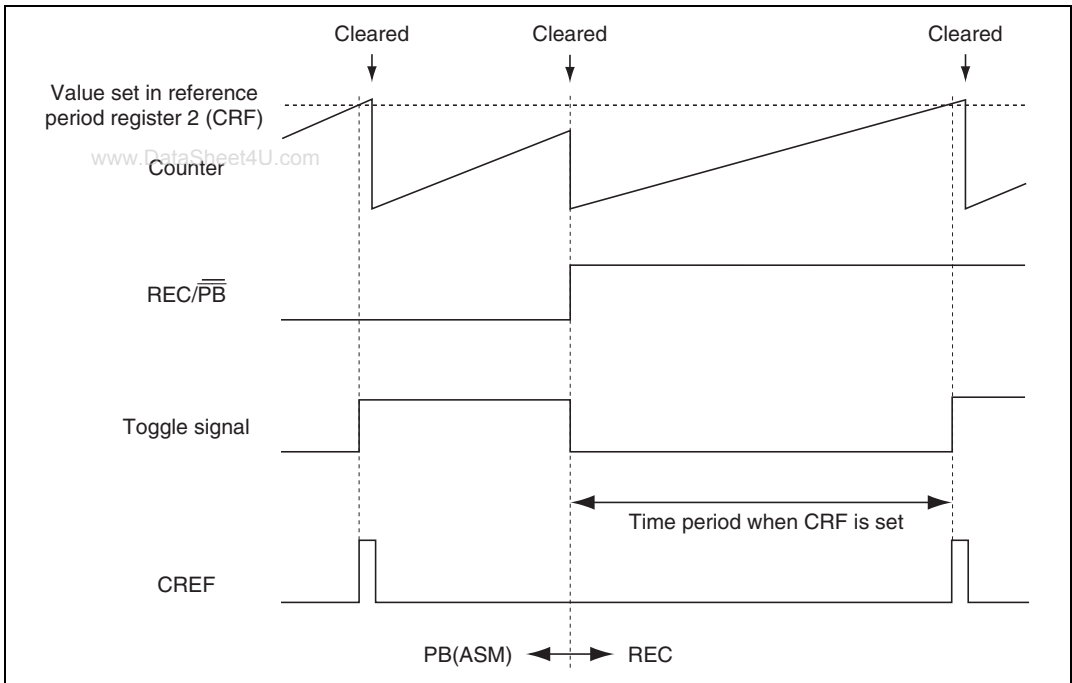 Cleared Cleared Cleared
Value set in reference
period register 2 (CRF)
www.DataSheet4U.com
Counter
REC/PB
Toggle signal
Time period when CRF is set
CREF
PB(ASM) REC